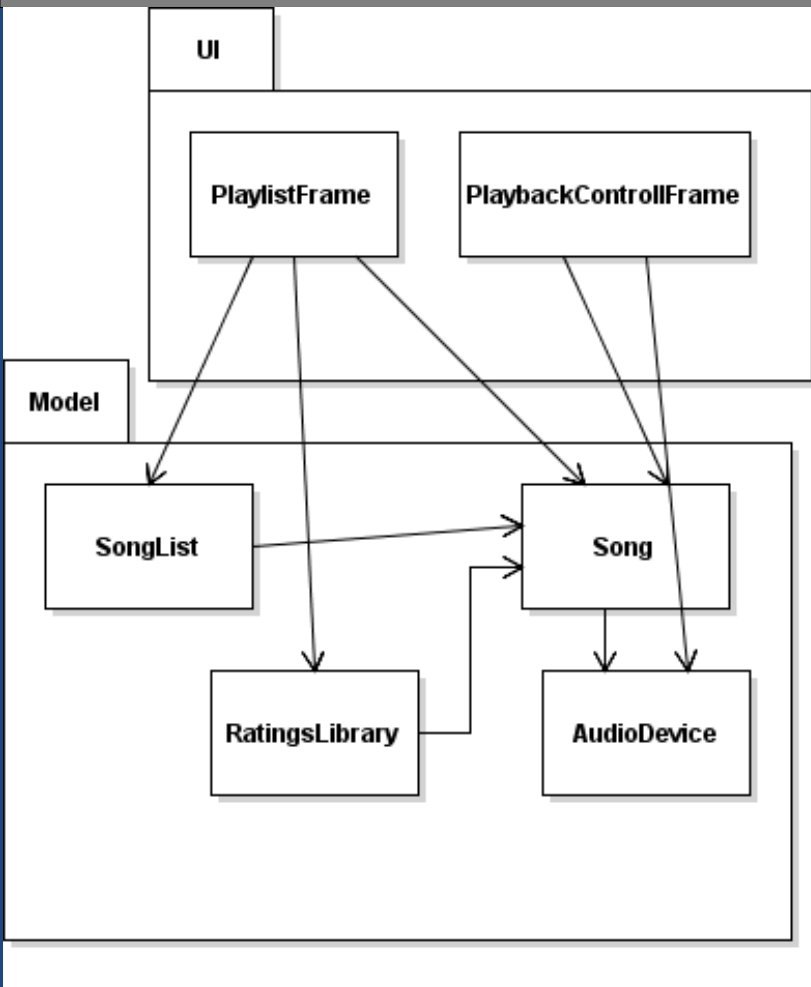 UI
PlaylistFrame
PlaybackControllFrame
Model
SongList
Song
RatingsLibrary
AudioDevice